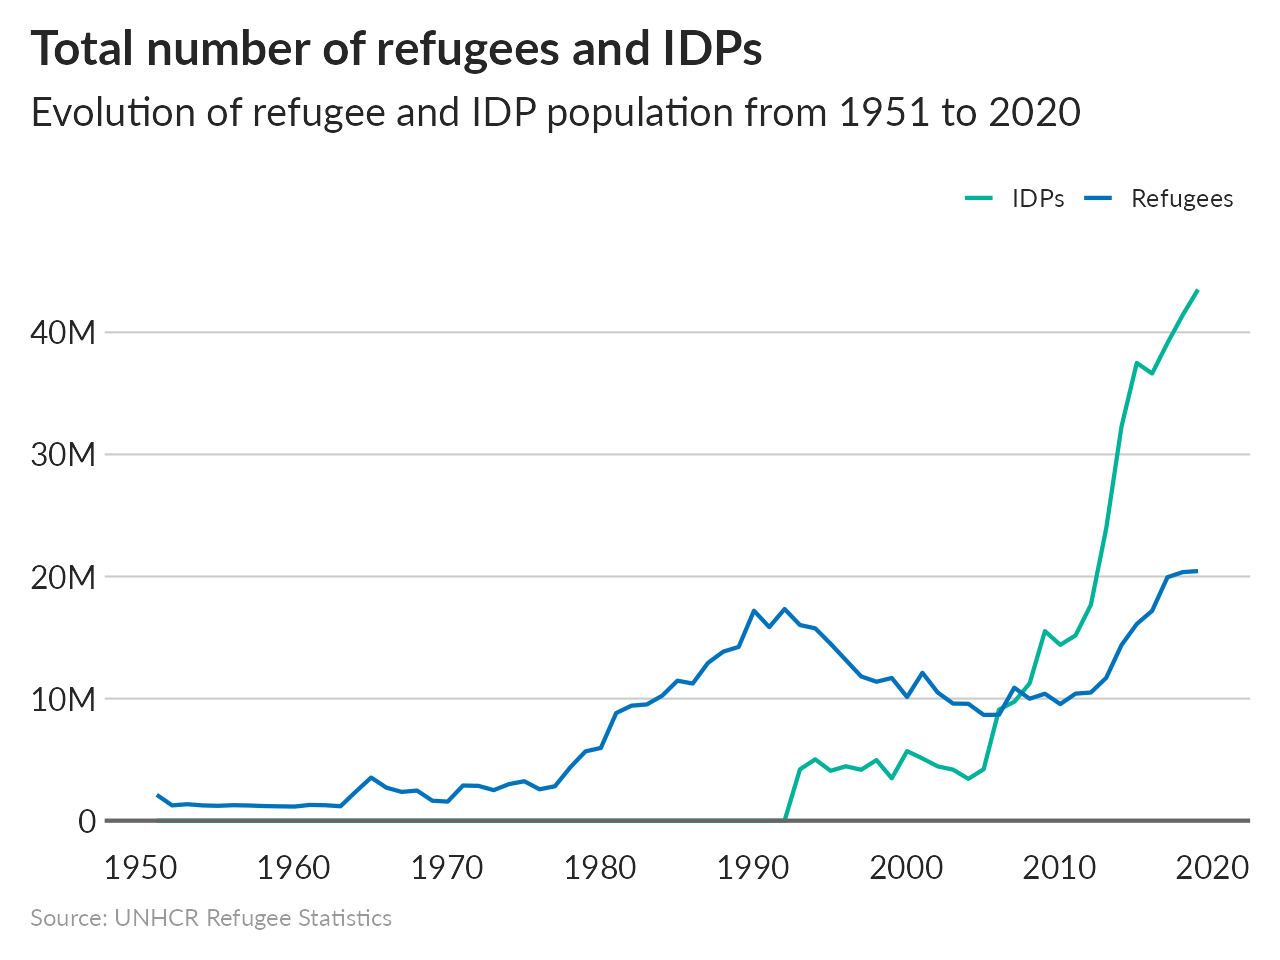 Total number of refugees and IDPs
Evolution of refugee and IDP population from 1951 to 2020
IDPs Refugees
40M
30M
20M
10M
0
1950 1960 1970 1980 1990 2000 2010 2020
Source: UNHCR Refugee Statistics